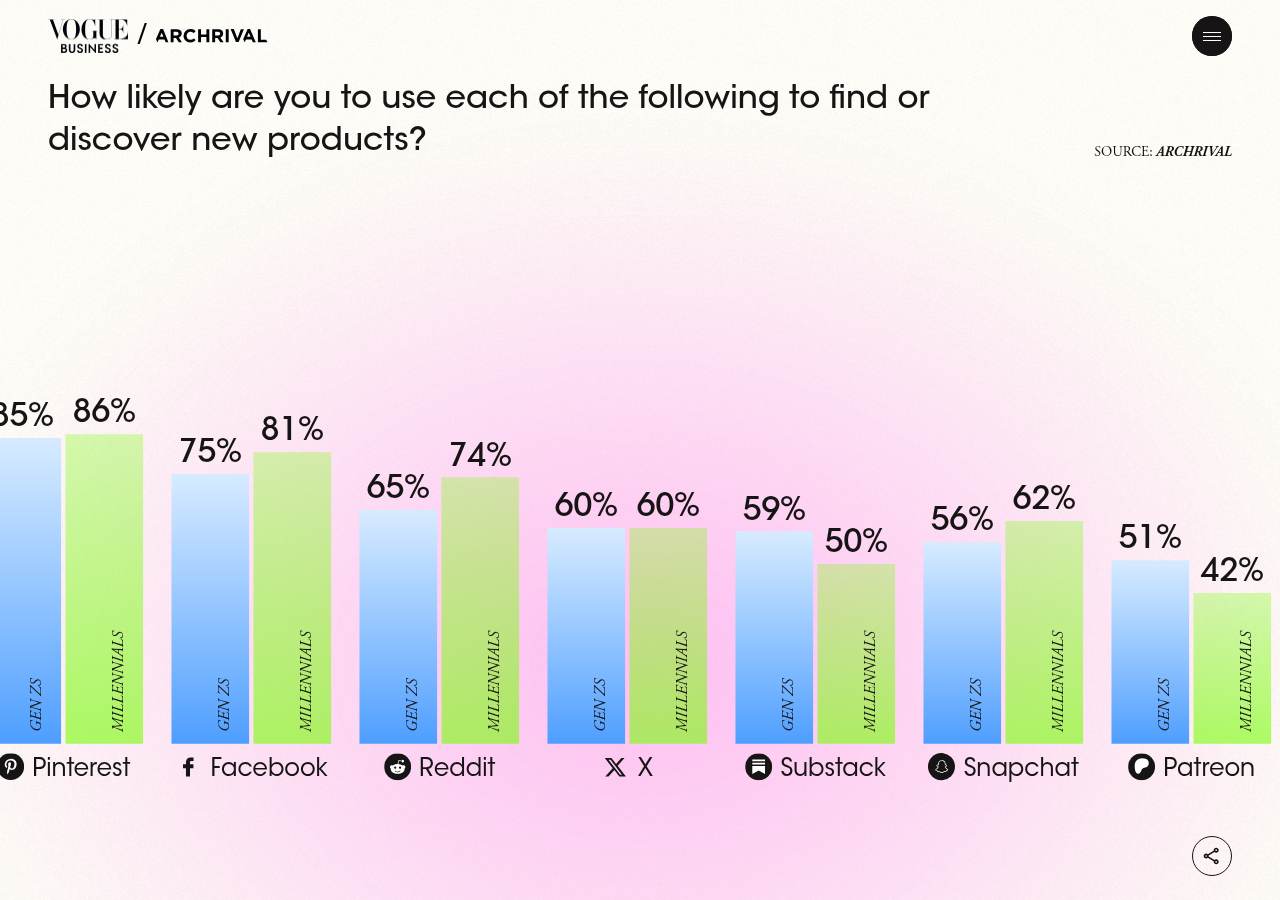 VOGUE
BUSINESS / ARCHRIVAL
How likely are you to use each of the following to find or
discover new products?
SOURCE: ARCHRIVAL
85% 86%
75% 81%
65% 74%
60% 60%
59% 50%
56% 62%
51% 42%
GEN ZS MILLENNIALS
GEN ZS MILLENNIALS
GEN ZS MILLENNIALS
GEN ZS MILLENNIALS
GEN ZS MILLENNIALS
GEN ZS MILLENNIALS
GEN ZS MILLENNIALS
Pinterest
Facebook
Reddit
X
Substack
Snapchat
Patreon